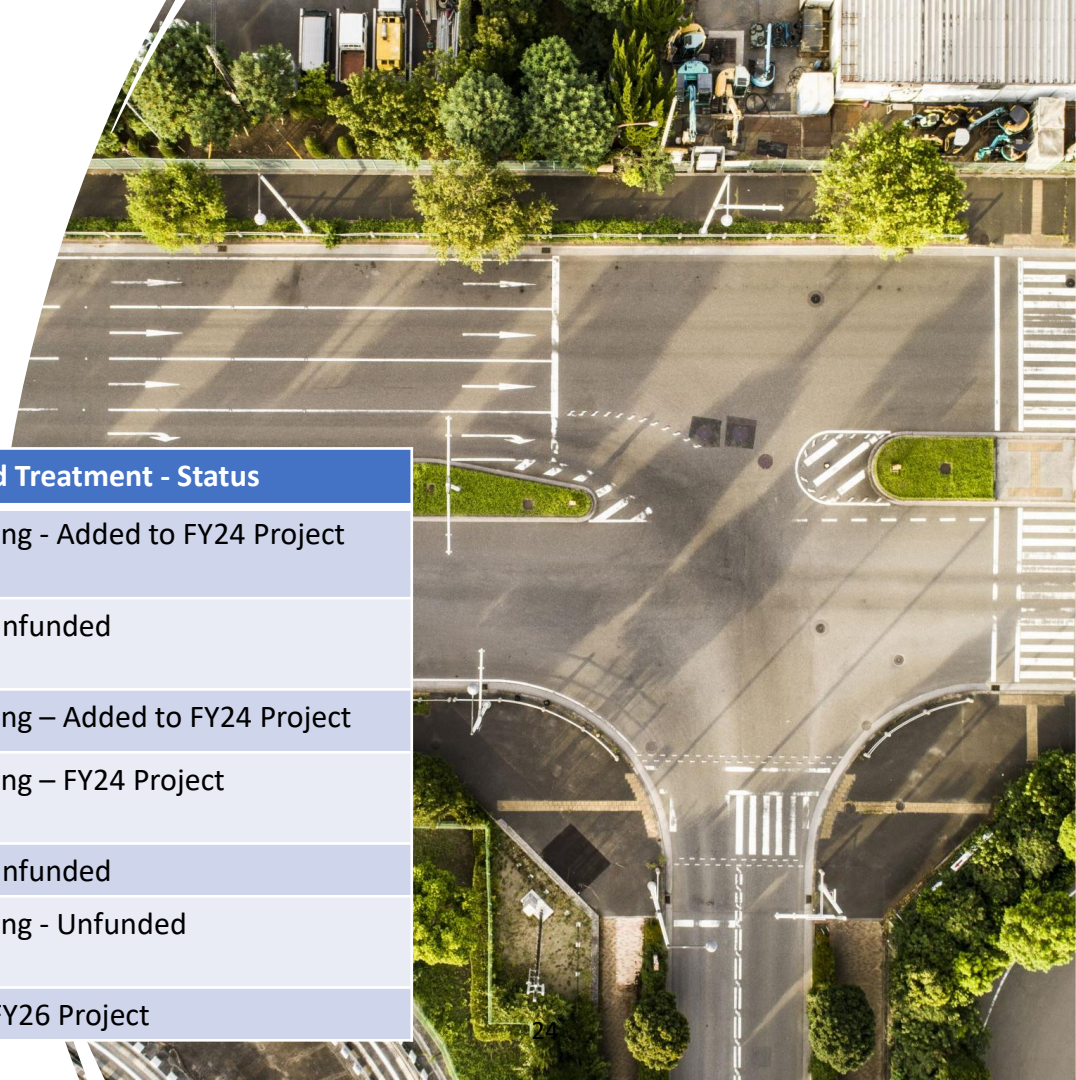 d Treatment - Status
ng - Added to FY24 Project
nfunded
ng – Added to FY24 Project
ng – FY24 Project
nfunded
ng - Unfunded
FY26 Project
24